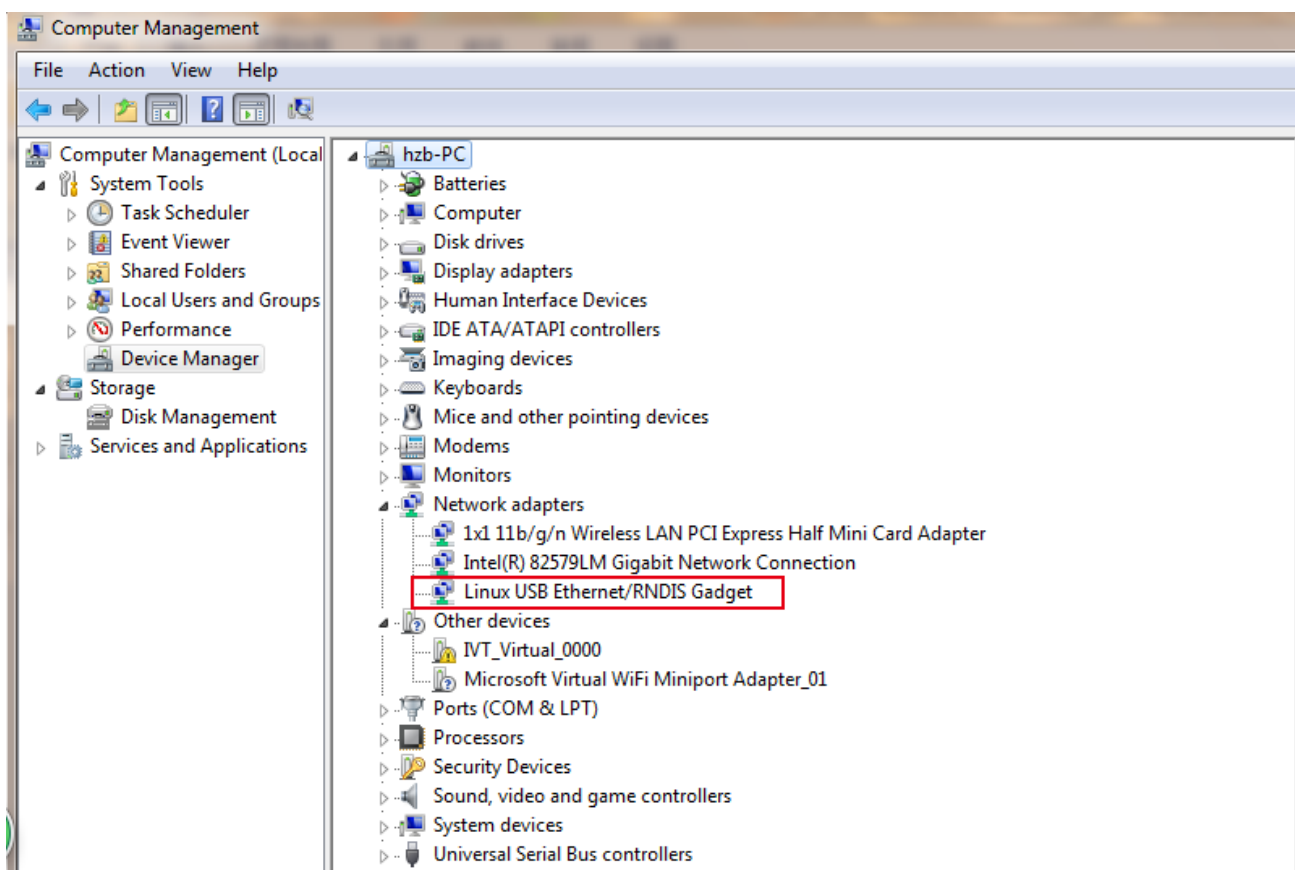 Computer Management
File Action View Help
Computer Management (Local
System Tools
Task Scheduler
Event Viewer
Shared Folders
Local Users and Groups
Performance
Device Manager
Storage
Disk Management
Services and Applications
hzb-PC
Batteries
Computer
Disk drives
Display adapters
Human Interface Devices
IDE ATA/ATAPI controllers
Imaging devices
Keyboards
Mice and other pointing devices
Modems
Monitors
Network adapters
1x1 11b/g/n Wireless LAN PCI Express Half Mini Card Adapter
Intel(R) 82579LM Gigabit Network Connection
Linux USB Ethernet/RNDIS Gadget
Other devices
IVT_Virtual_0000
Microsoft Virtual WiFi Miniport Adapter_01
Ports (COM & LPT)
Processors
Security Devices
Sound, video and game controllers
System devices
Universal Serial Bus controllers